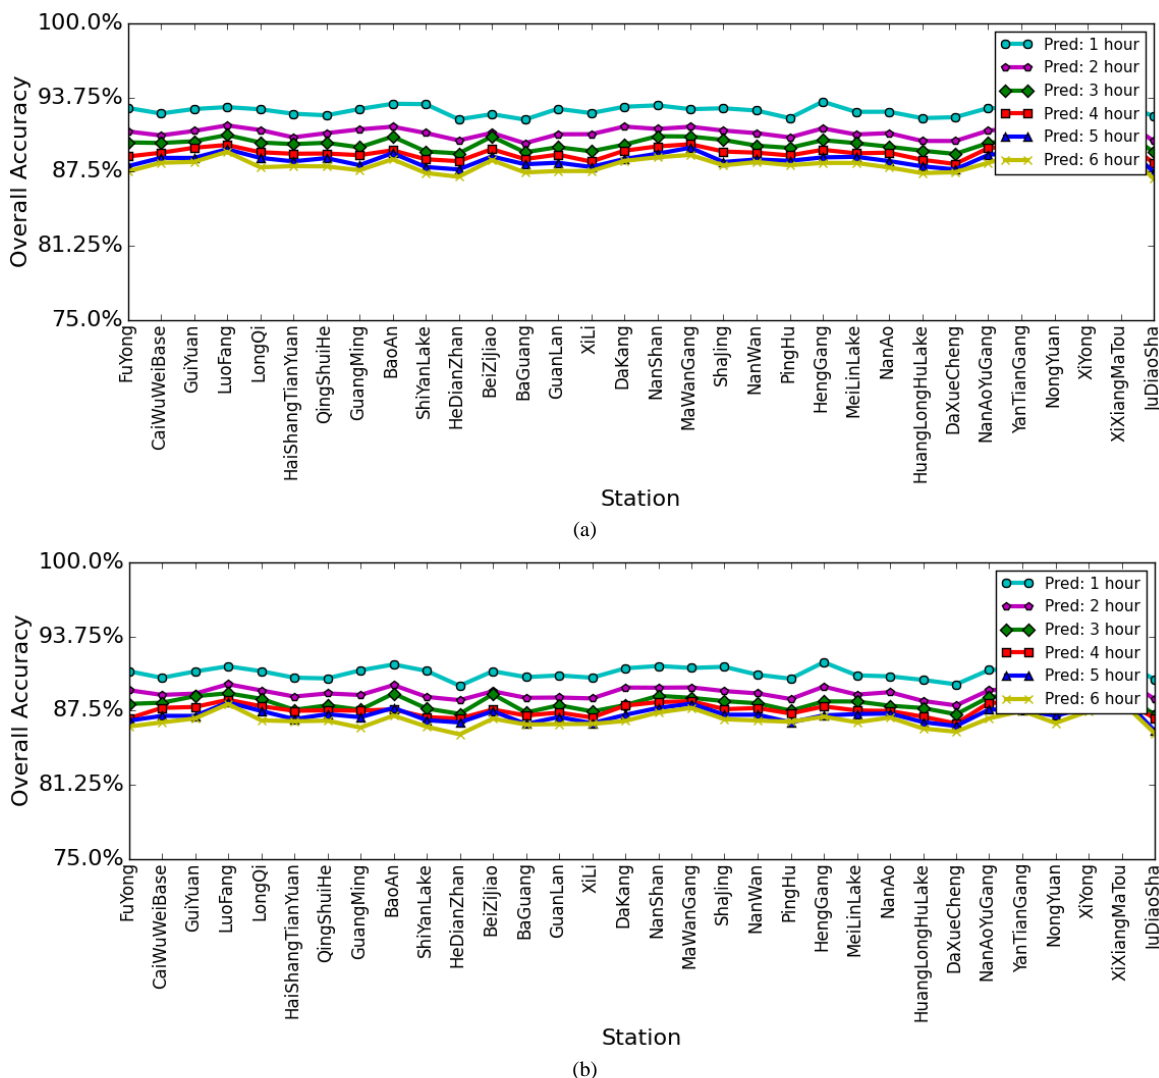 100.0%
93.75%
87.5%
81.25%
75.0%
Overall Accuracy
Pred: 1 hour
Pred: 2 hour
Pred: 3 hour
Pred: 4 hour
Pred: 5 hour
Pred: 6 hour
FuYong
CaiWuWeiBase
GuiYuan
LuoFang
LongQi
HaiShangTianYuan
QingShuiHe
GuangMing
BaoAn
ShiYanLake
HeDianZhan
BeiZiJiao
BaGuang
GuanLan
XiLi
DaKang
NanShan
MaWanGang
ShaJing
NanWan
PingHu
HengGang
MeiLinLake
NanAo
HuangLongHuLake
DaXueCheng
NanAoYuGang
YanTianGang
NongYuan
XiYong
XiXiangMaTou
JuDiaoSha
Station
(a)
100.0%
93.75%
87.5%
81.25%
75.0%
Overall Accuracy
Pred: 1 hour
Pred: 2 hour
Pred: 3 hour
Pred: 4 hour
Pred: 5 hour
Pred: 6 hour
FuYong
CaiWuWeiBase
GuiYuan
LuoFang
LongQi
HaiShangTianYuan
QingShuiHe
GuangMing
BaoAn
ShiYanLake
HeDianZhan
BeiZiJiao
BaGuang
GuanLan
XiLi
DaKang
NanShan
MaWanGang
ShaJing
NanWan
PingHu
HengGang
MeiLinLake
NanAo
HuangLongHuLake
DaXueCheng
NanAoYuGang
YanTianGang
NongYuan
XiYong
XiXiangMaTou
JuDiaoSha
Station
(b)